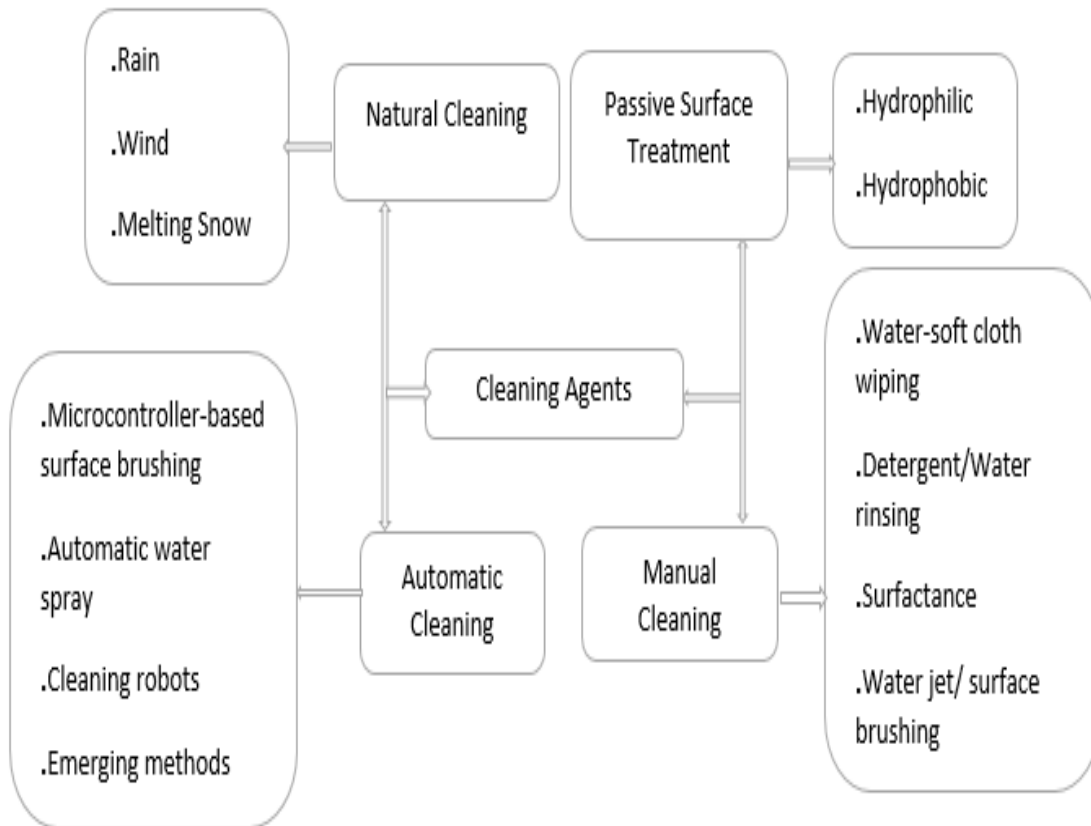 .Rain
.Wind
.Melting Snow
Natural Cleaning
Passive Surface
Treatment
.Hydrophilic
.Hydrophobic
Cleaning Agents
.Microcontroller-based
surface brushing
.Automatic water
spray
.Cleaning robots
.Emerging methods
Automatic
Cleaning
Manual
Cleaning
.Water-soft cloth
wiping
.Detergent/Water
rinsing
.Surfactance
.Water jet/ surface
brushing